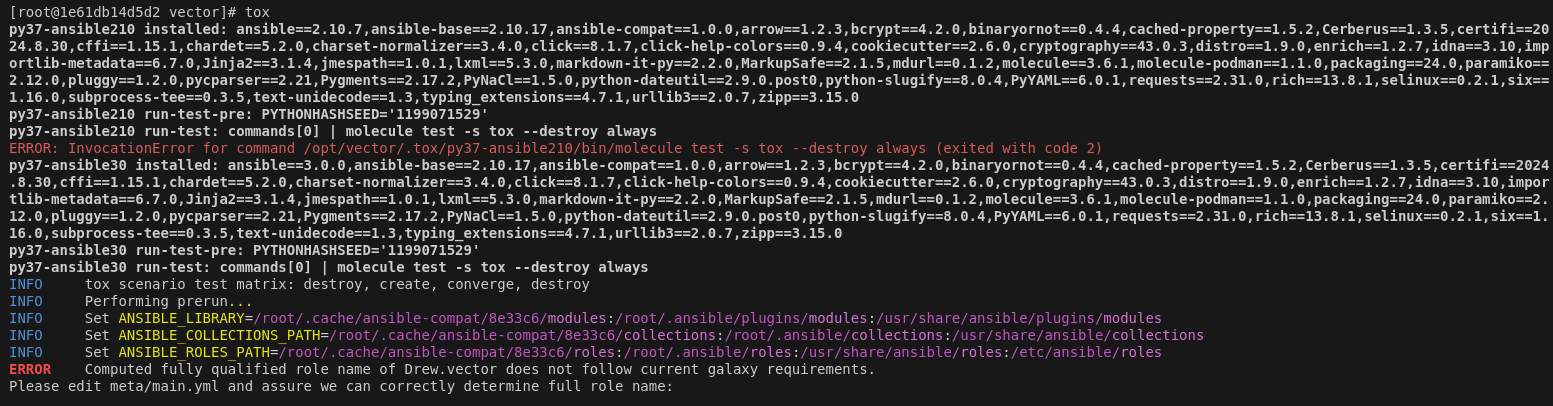 [root@1e61db14d5d2 vector]# tox
py37-ansible210 installed: ansible==2.10.7,ansible-base==2.10.17,ansible-compat==1.0.0,arrow==1.2.3,bcrypt==4.2.0,binaryornot==0.4.4,cached-property==1.5.2,Cerberus==1.3.5,certifi==20
24.8.30,cffi==1.15.1,chardet==5.2.0,charset-normalizer==3.4.0,click==8.1.7,click-help-colors==0.9.4,cookiecutter==2.6.0,cryptography==43.0.3,distro==1.9.0,enrich==1.2.7,idna==3.10,imp
ortlib-metadata==6.7.0,Jinja2==3.1.4,jmespath==1.0.1,lxml==5.3.0,markdown-it-py==2.2.0,MarkupSafe==2.1.5,mdurl==0.1.2,molecule==3.6.1,molecule-podman==1.1.0,packaging==24.0,paramiko==
2.12.0,pluggy==1.2.0,pycparser==2.21,Pygments==2.17.2,PyNaCl==1.5.0,python-dateutil==2.9.0.post0,python-slugify==8.0.4,PyYAML==6.0.1,requests==2.31.0,rich==13.8.1,selinux==0.2.1,six==
1.16.0,subprocess-tee==0.3.5,text-unidecode==1.3,typing_extensions==4.7.1,urllib3==2.0.7,zipp==3.15.0
py37-ansible210 run-test-pre: PYTHONHASHSEED='1199071529'
py37-ansible210 run-test: commands[0] | molecule test -s tox --destroy always
ERROR: InvocationError for command /opt/vector/.tox/py37-ansible210/bin/molecule test -s tox --destroy always (exited with code 2)
py37-ansible30 installed: ansible==3.0.0,ansible-base==2.10.17,ansible-compat==1.0.0,arrow==1.2.3,bcrypt==4.2.0,binaryornot==0.4.4,cached-property==1.5.2,Cerberus==1.3.5,certifi==2024
.8.30,cffi==1.15.1,chardet==5.2.0,charset-normalizer==3.4.0,click==8.1.7,click-help-colors==0.9.4,cookiecutter==2.6.0,cryptography==43.0.3,distro==1.9.0,enrich==1.2.7,idna==3.10,impor
tlib-metadata==6.7.0,Jinja2==3.1.4,jmespath==1.0.1,lxml==5.3.0,markdown-it-py==2.2.0,MarkupSafe==2.1.5,mdurl==0.1.2,molecule==3.6.1,molecule-podman==1.1.0,packaging==24.0,paramiko==2.
12.0,pluggy==1.2.0,pycparser==2.21,Pygments==2.17.2,PyNaCl==1.5.0,python-dateutil==2.9.0.post0,python-slugify==8.0.4,PyYAML==6.0.1,requests==2.31.0,rich==13.8.1,selinux==0.2.1,six==1.
16.0,subprocess-tee==0.3.5,text-unidecode==1.3,typing_extensions==4.7.1,urllib3==2.0.7,zipp==3.15.0
py37-ansible30 run-test-pre: PYTHONHASHSEED='1199071529'
py37-ansible30 run-test: commands[0] | molecule test -s tox --destroy always
INFO     tox scenario test matrix: destroy, create, converge, destroy
INFO     Performing prerun...
INFO     Set ANSIBLE_LIBRARY=/root/.cache/ansible-compat/8e33c6/modules:/root/.ansible/plugins/modules:/usr/share/ansible/plugins/modules
INFO     Set ANSIBLE_COLLECTIONS_PATH=/root/.cache/ansible-compat/8e33c6/collections:/root/.ansible/collections:/usr/share/ansible/collections
INFO     Set ANSIBLE_ROLES_PATH=/root/.cache/ansible-compat/8e33c6/roles:/root/.ansible/roles:/usr/share/ansible/roles:/etc/ansible/roles
ERROR    Computed fully qualified role name of Drew.vector does not follow current galaxy requirements.
Please edit meta/main.yml and assure we can correctly determine full role name: